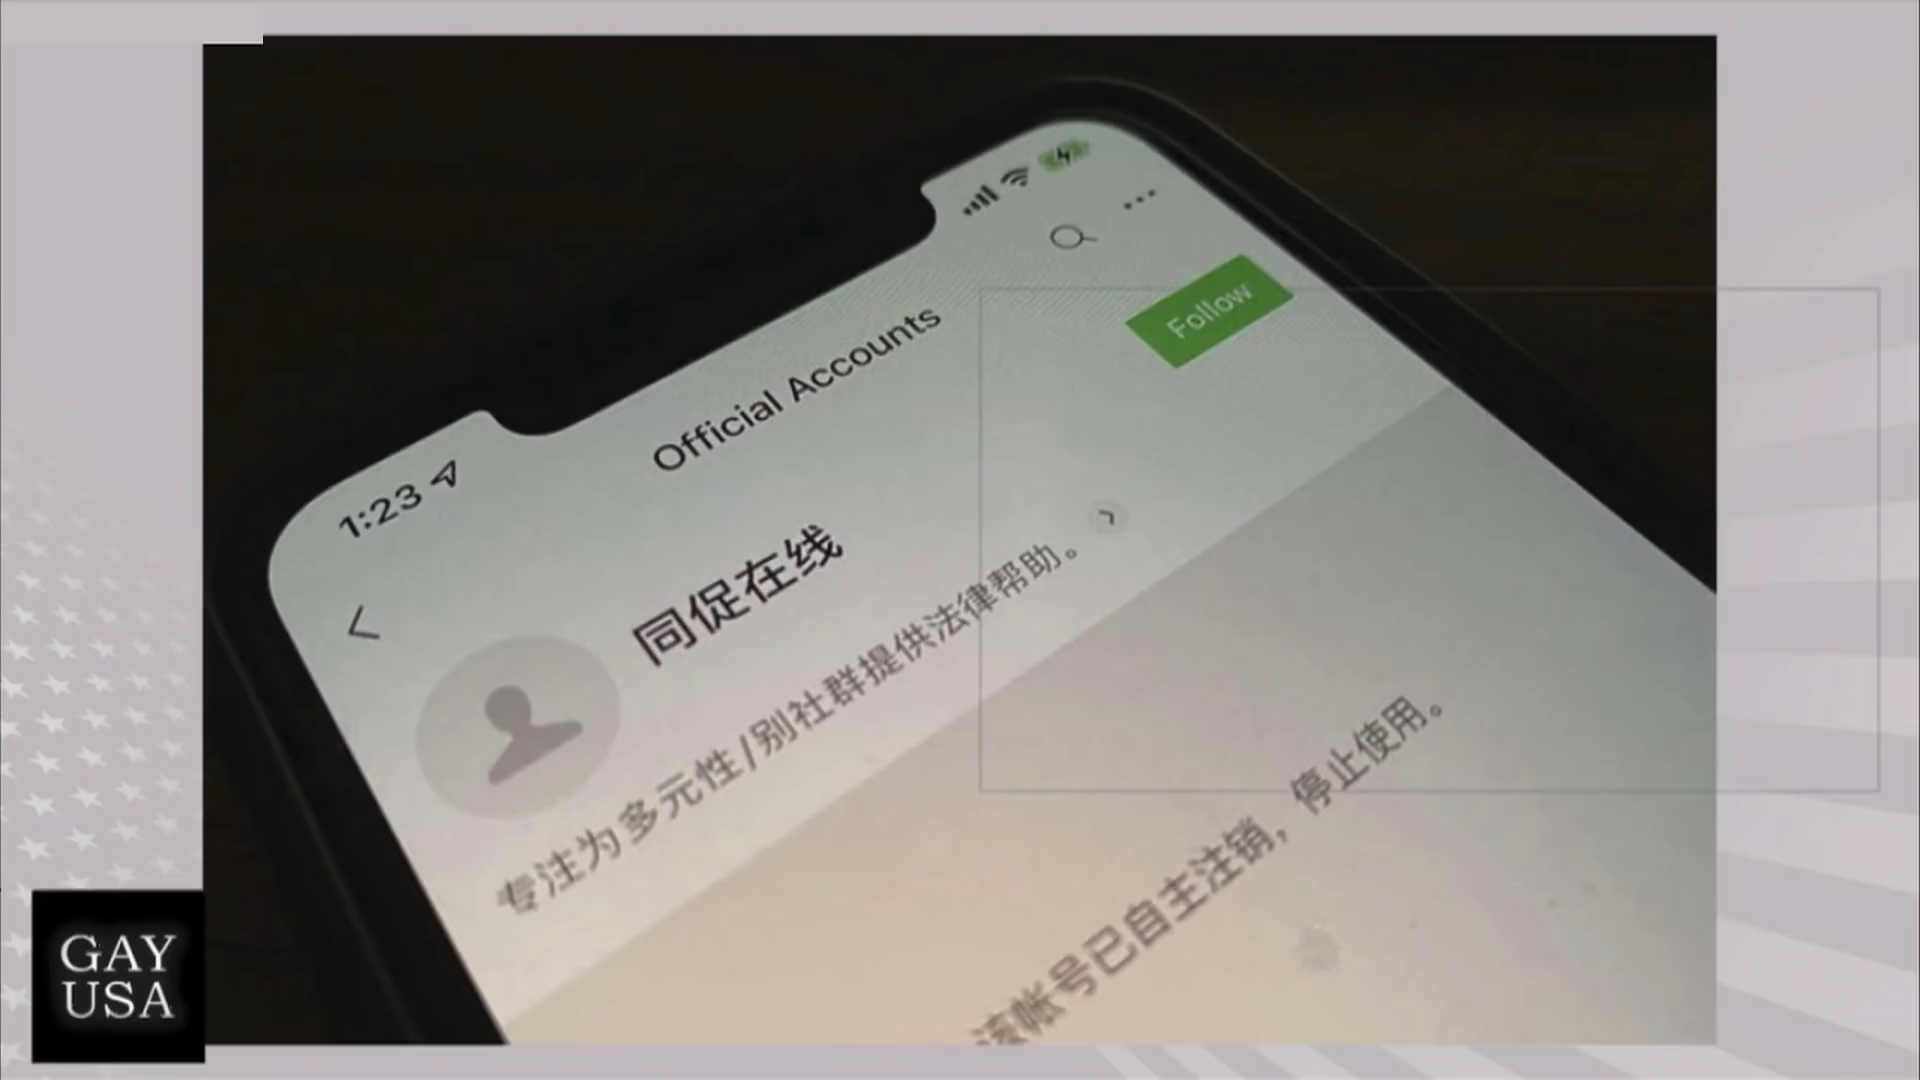 1:23
Official Accounts
Follow
同促在线
专注为多元性/别社群提供法律帮助。
该帐号已自主注销，停止使用。
GAY
USA